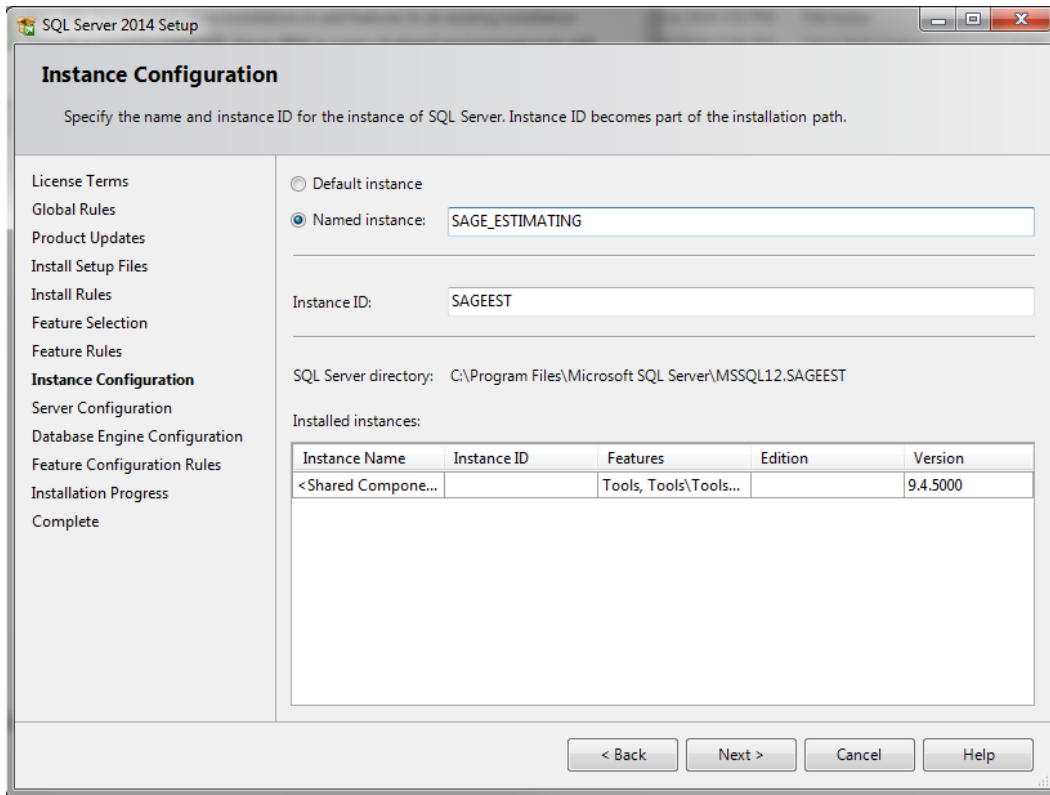 SQL Server 2014 Setup
Instance Configuration
Specify the name and instance ID for the instance of SQL Server. Instance ID becomes part of the installation path.
License Terms
Global Rules
Product Updates
Install Setup Files
Install Rules
Feature Selection
Feature Rules
Instance Configuration
Server Configuration
Database Engine Configuration
Feature Configuration Rules
Installation Progress
Complete
Default instance
Named instance: SAGE_ESTIMATING
Instance ID: SAGEEST
SQL Server directory: C:\Program Files\Microsoft SQL Server\MSSQL12.SAGEEST
Installed instances:
Instance Name Instance ID Features Edition Version
<Shared Compone... Tools, Tools\Tools... 9.4.5000
< Back Next > Cancel Help